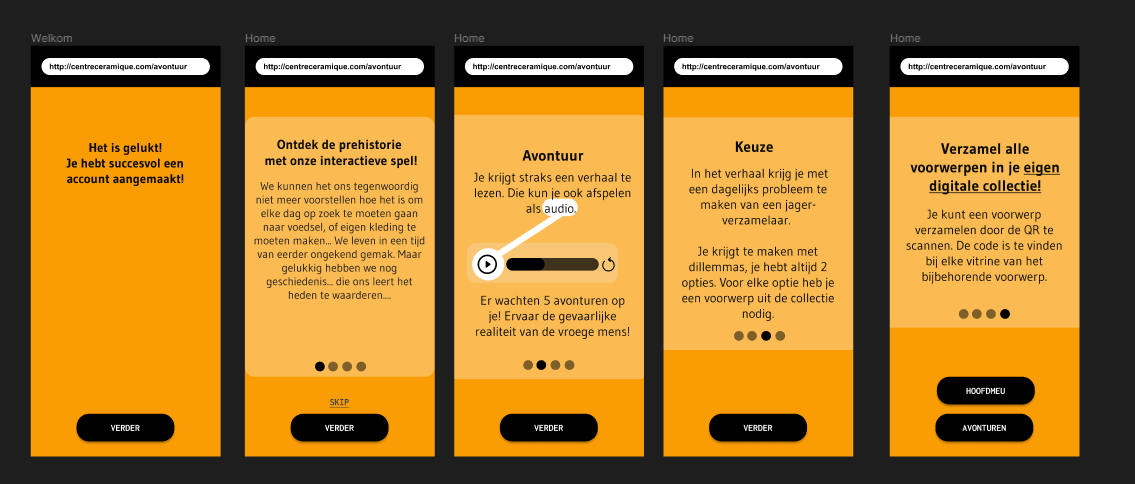 Welkom
http://centreceramique.com/avontuur
Het is gelukt!
Je hebt succesvol een
account aangemaakt!
VERDER
Home
http://centreceramique.com/avontuur
Ontdek de prehistorie
met onze interactieve spel!
We kunnen het ons tegenwoordig
niet meer voorstellen hoe het is om
elke dag op zoek te moeten gaan
naar voedsel, of eigen kleding te
moeten maken... We leven in een tijd
van eerder ongekend gemak. Maar
gelukkig hebben we nog
geschiedenis... die ons leert het
heden te waarderen....
SKIP
VERDER
Home
http://centreceramique.com/avontuur
Avontuur
Je krijgt straks een verhaal te
lezen. Die kun je ook afspelen
als audio.
Er wachten 5 avonturen op
je! Ervaar de gevaarlijke
realiteit van de vroege mens!
VERDER
Home
http://centreceramique.com/avontuur
Keuze
In het verhaal krijg je met
een dagelijks probleem te
maken van een jager-
verzamelaar.
Je krijgt te maken met
dillemmas, je hebt altijd 2
opties. Voor elke optie heb je
een voorwerp uit de collectie
nodig.
VERDER
Home
http://centreceramique.com/avontuur
Verzamel alle
voorwerpen in je eigen
digitale collectie!
Je kunt een voorwerp
verzamelen door de QR te
scannen. De code is te vinden
bij elke vitrine van het
bijbehorende voorwerp.
HOOFDMEU
AVONTUREN